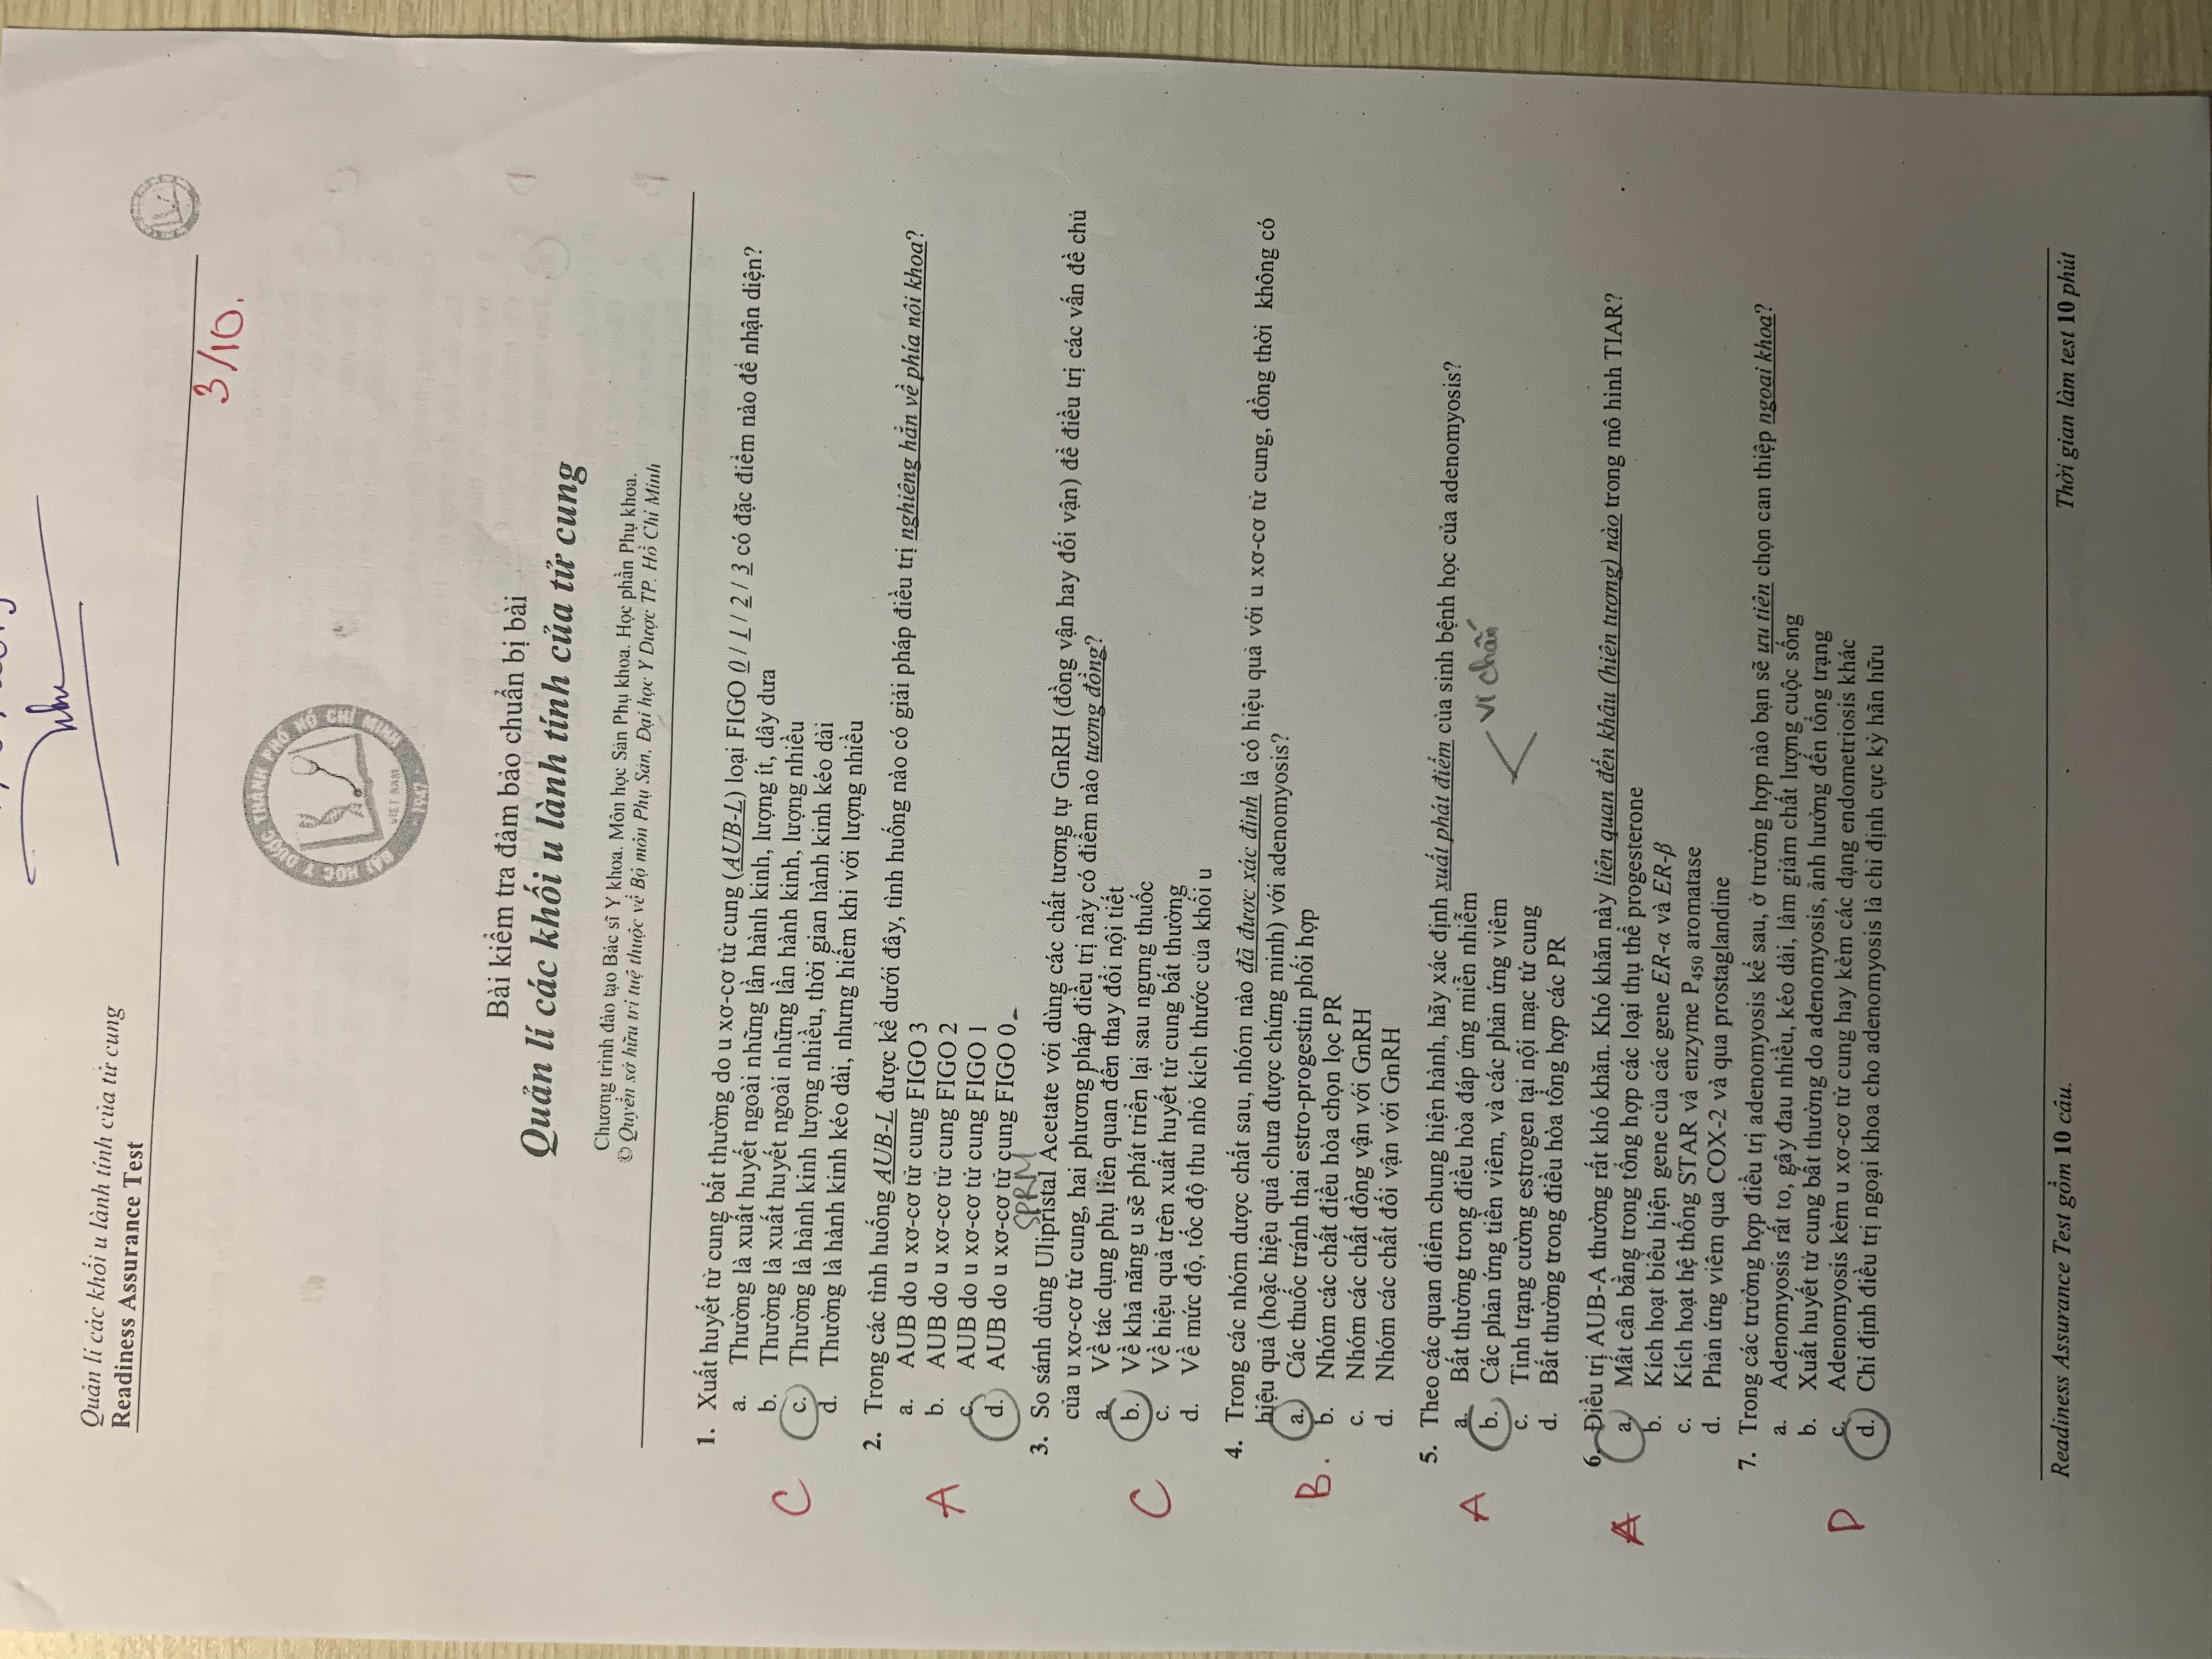 Quản lí các khối u lành tính của tử cung
Readiness Assurance Test
3/10.
ĐẠI HỌC Y DƯỢC THÀNH PHỐ HỒ CHÍ MINH
VIET NAM
1947
Bài kiểm tra đảm bảo chuẩn bị bài
Quản lí các khối u lành tính của tử cung
Chương trình đào tạo Bác sĩ Y khoa. Môn học Sản Phụ khoa. Học phần Phụ khoa.
© Quyền sở hữu trí tuệ thuộc về Bộ môn Phụ Sản, Đại học Y Dược TP. Hồ Chí Minh
1. Xuất huyết tử cung bất thường do u xơ-cơ tử cung (AUB-L) loại FIGO 0 / 1 / 2 / 3 có đặc điểm nào để nhận diện?
a. Thường là xuất huyết ngoài những lần hành kinh, lượng ít, dây dưa
b. Thường là xuất huyết ngoài những lần hành kinh, lượng nhiều
C c. Thường là hành kinh lượng nhiều, thời gian hành kinh kéo dài
d. Thường là hành kinh kéo dài, nhưng hiếm khi với lượng nhiều
2. Trong các tình huống AUB-L được kể dưới đây, tình huống nào có giải pháp điều trị nghiêng hẳn về phía nội khoa?
a. AUB do u xơ-cơ tử cung FIGO 3
A b. AUB do u xơ-cơ tử cung FIGO 2
c. AUB do u xơ-cơ tử cung FIGO 1
d. AUB do u xơ-cơ tử cung FIGO 0
SPRM
3. So sánh dùng Ulipristal Acetate với dùng các chất tương tự GnRH (đồng vận hay đối vận) để điều trị các vấn đề chủ
của u xơ-cơ tử cung, hai phương pháp điều trị này có điểm nào tương đồng?
a. Về tác dụng phụ liên quan đến thay đổi nội tiết
b. Về khả năng u sẽ phát triển lại sau ngưng thuốc
C c. Về hiệu quả trên xuất huyết tử cung bất thường
d. Về mức độ, tốc độ thu nhỏ kích thước của khối u
4. Trong các nhóm dược chất sau, nhóm nào đã được xác định là có hiệu quả với u xơ-cơ tử cung, đồng thời không có
hiệu quả (hoặc hiệu quả chưa được chứng minh) với adenomyosis?
a. Các thuốc tránh thai estro-progestin phối hợp
B. b. Nhóm các chất điều hòa chọn lọc PR
c. Nhóm các chất đồng vận với GnRH
d. Nhóm các chất đối vận với GnRH
5. Theo các quan điểm chung hiện hành, hãy xác định xuất phát điểm của sinh bệnh học của adenomyosis?
A a. Bất thường trong điều hòa đáp ứng miễn nhiễm
b. Các phản ứng tiền viêm, và các phản ứng viêm vi chấn
c. Tình trạng cường estrogen tại nội mạc tử cung
d. Bất thường trong điều hòa tổng hợp các PR
6. Điều trị AUB-A thường rất khó khăn. Khó khăn này liên quan đến khâu (hiện tượng) nào trong mô hình TIAR?
A a. Mất cân bằng trong tổng hợp các loại thụ thể progesterone
b. Kích hoạt biểu hiện gene của các gene ER-α và ER-β
c. Kích hoạt hệ thống STAR và enzyme P450 aromatase
d. Phản ứng viêm qua COX-2 và qua prostaglandine
7. Trong các trường hợp điều trị adenomyosis kể sau, ở trường hợp nào bạn sẽ ưu tiên chọn can thiệp ngoại khoa?
a. Adenomyosis rất to, gây đau nhiều, kéo dài, làm giảm chất lượng cuộc sống
b. Xuất huyết tử cung bất thường do adenomyosis, ảnh hưởng đến tổng trạng
D c. Adenomyosis kèm u xơ-cơ tử cung hay kèm các dạng endometriosis khác
d. Chỉ định điều trị ngoại khoa cho adenomyosis là chỉ định cực kỳ hãn hữu
Readiness Assurance Test gồm 10 câu.
Thời gian làm test 10 phút